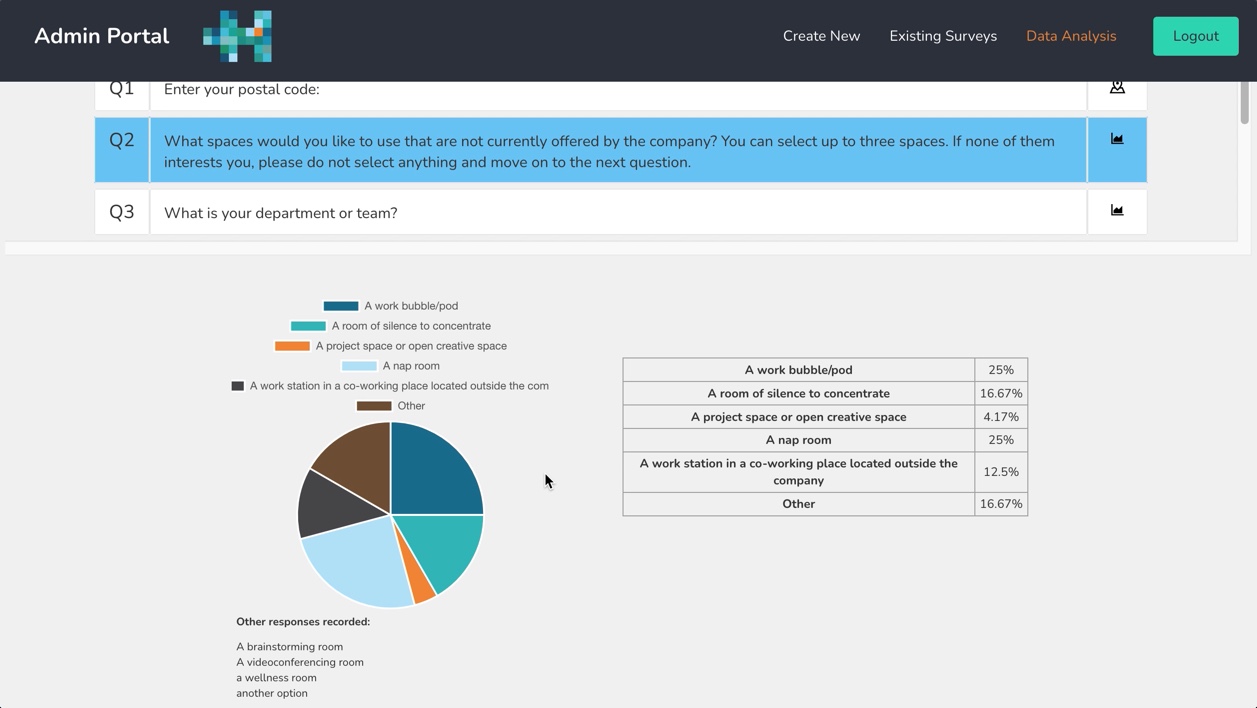 Admin Portal
Create New
Existing Surveys
Data Analysis
Logout
Q1
Enter your postal code:
Q2
What spaces would you like to use that are not currently offered by the company? You can select up to three spaces. If none of them
interests you, please do not select anything and move on to the next question.
Q3
What is your department or team?
A work bubble/pod
A room of silence to concentrate
A project space or open creative space
A nap room
A work station in a co-working place located outside the com
Other
A work bubble/pod 25%
A room of silence to concentrate 16.67%
A project space or open creative space 4.17%
A nap room 25%
A work station in a co-working place located outside the
company 12.5%
Other 16.67%
Other responses recorded:
A brainstorming room
A videoconferencing room
a wellness room
another option